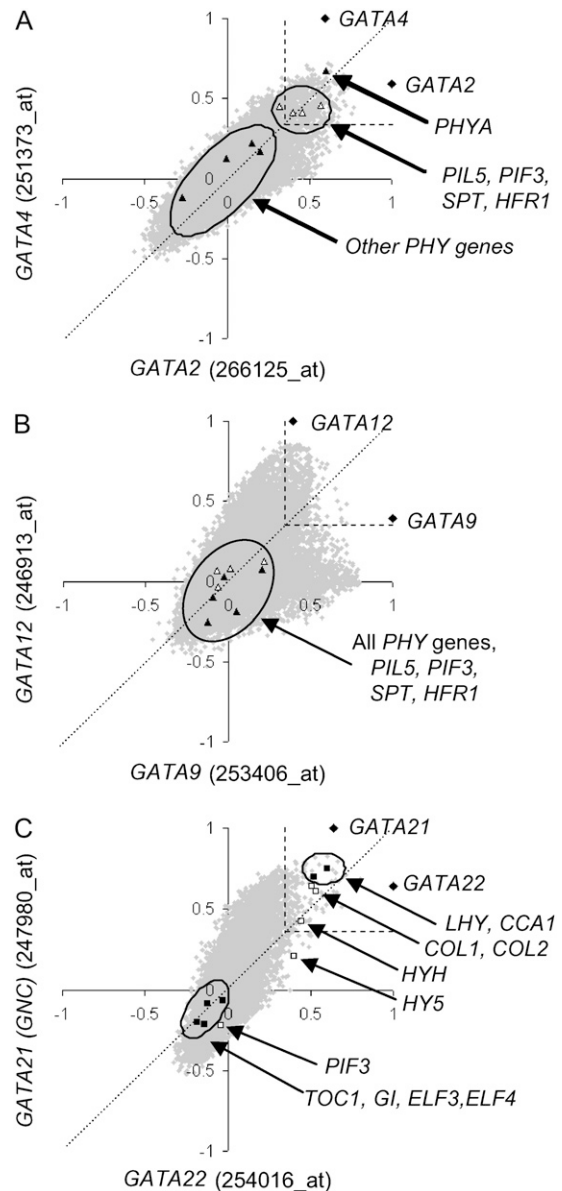 A
GATA4 (251373_at)
GATA4
GATA2
PHYA
PIL5, PIF3,
SPT, HFR1
Other PHY genes
1
0.5
0
-1
-0.5
0
0.5
1
-0.5
-1
GATA2 (266125_at)
B
GATA12 (246913_at)
GATA12
GATA9
All PHY genes,
PIL5, PIF3,
SPT, HFR1
1
0.5
0
-1
-0.5
0
0.5
1
-0.5
-1
GATA9 (253406_at)
C
GATA21 (GNC) (247980_at)
GATA21
GATA22
LHY, CCA1
COL1, COL2
HYH
HY5
PIF3
TOC1, GI, ELF3,ELF4
1
0.5
0
-1
-0.5
0
0.5
1
-0.5
-1
GATA22 (254016_at)